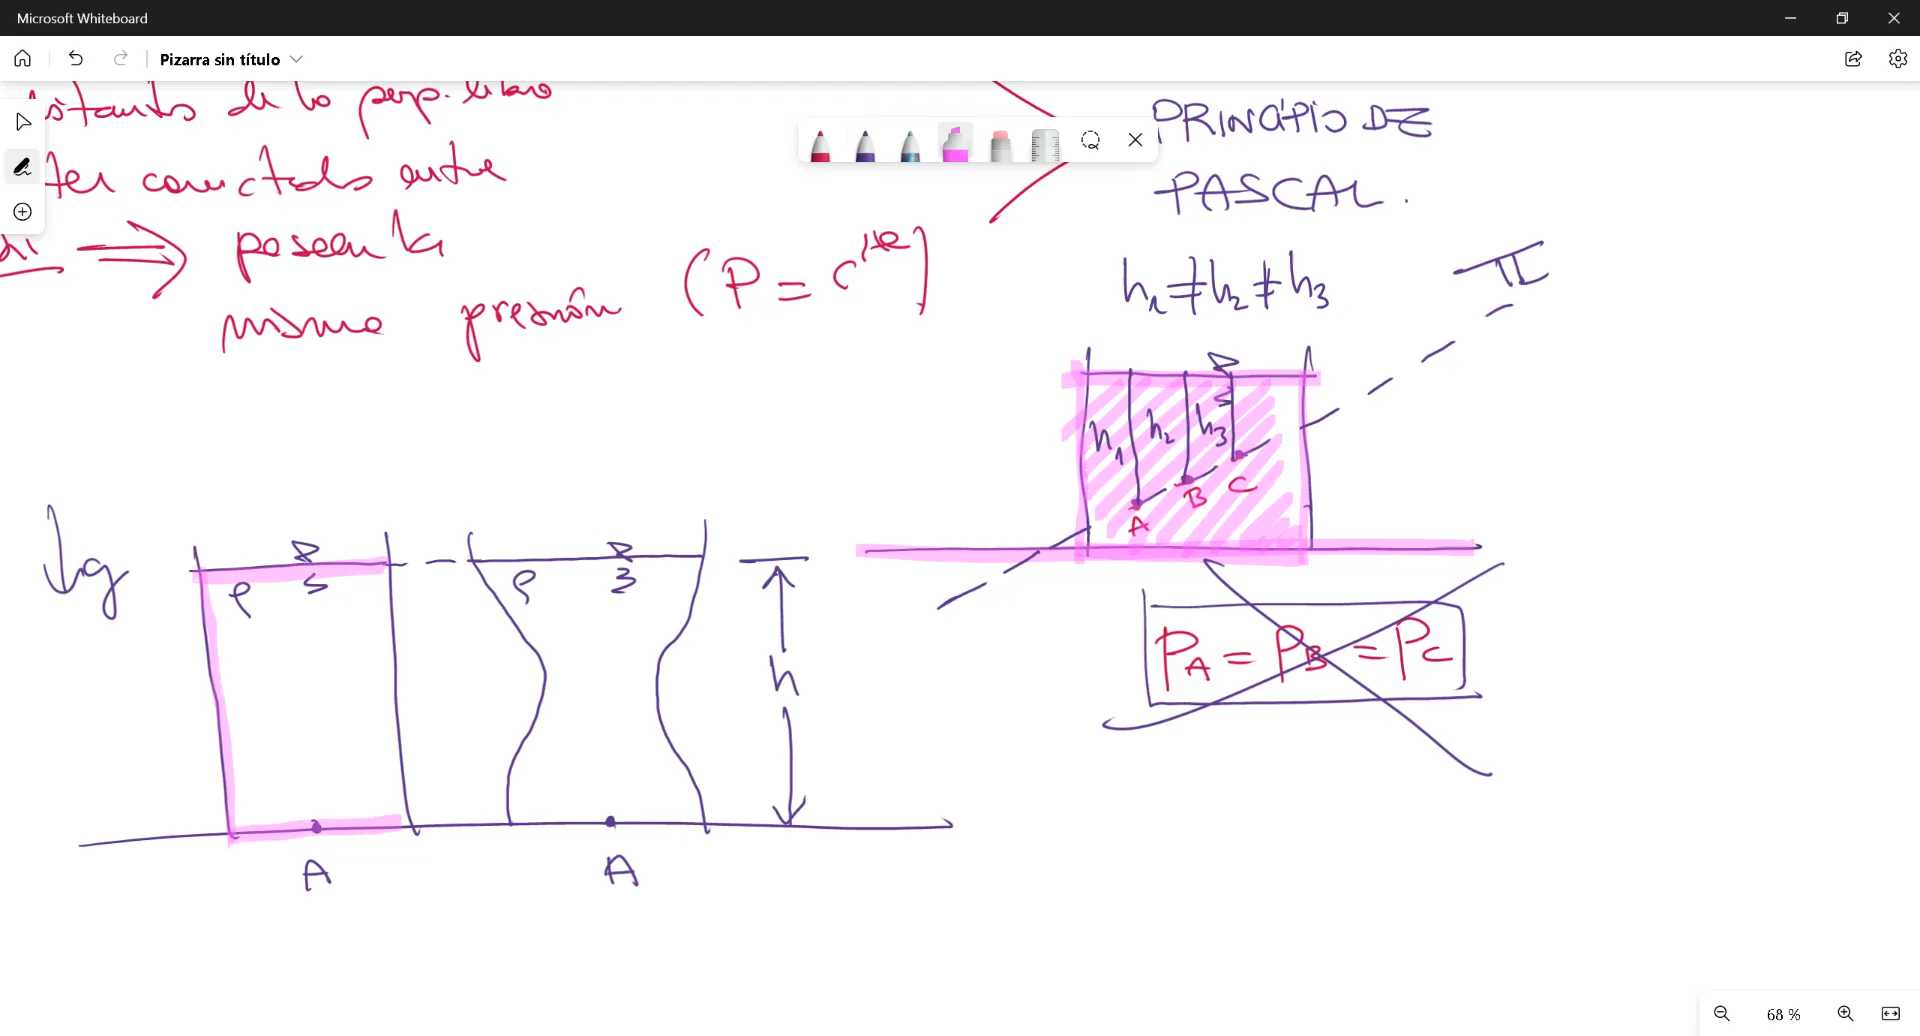 Microsoft Whiteboard
Pizarra sin título
PRINCIPIO DE
PASCAL.
entre
poseen la
misma presión (P = cte)
h1 ≠ h2 ≠ h3
π
h1 h2 h3
A B C
g
ρ ρ
h
PA = PB = PC
A A
68 %